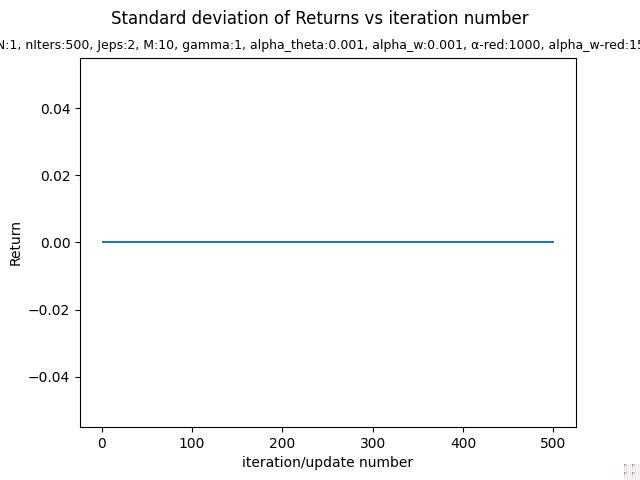 Standard deviation of Returns vs iteration number
N:1, nIters:500, Jeps:2, M:10, gamma:1, alpha_theta:0.001, alpha_w:0.001, α-red:1000, alpha_w-red:15
0.04
0.02
0.00
−0.02
−0.04
Return
0 100 200 300 400 500
iteration/update number